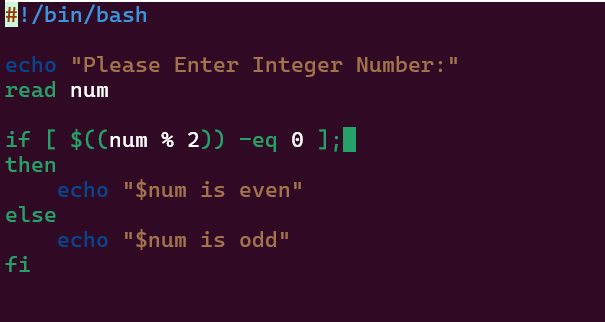 #!/bin/bash
echo "Please Enter Integer Number:"
read num
if [ $((num % 2)) -eq 0 ];
then
    echo "$num is even"
else
    echo "$num is odd"
fi